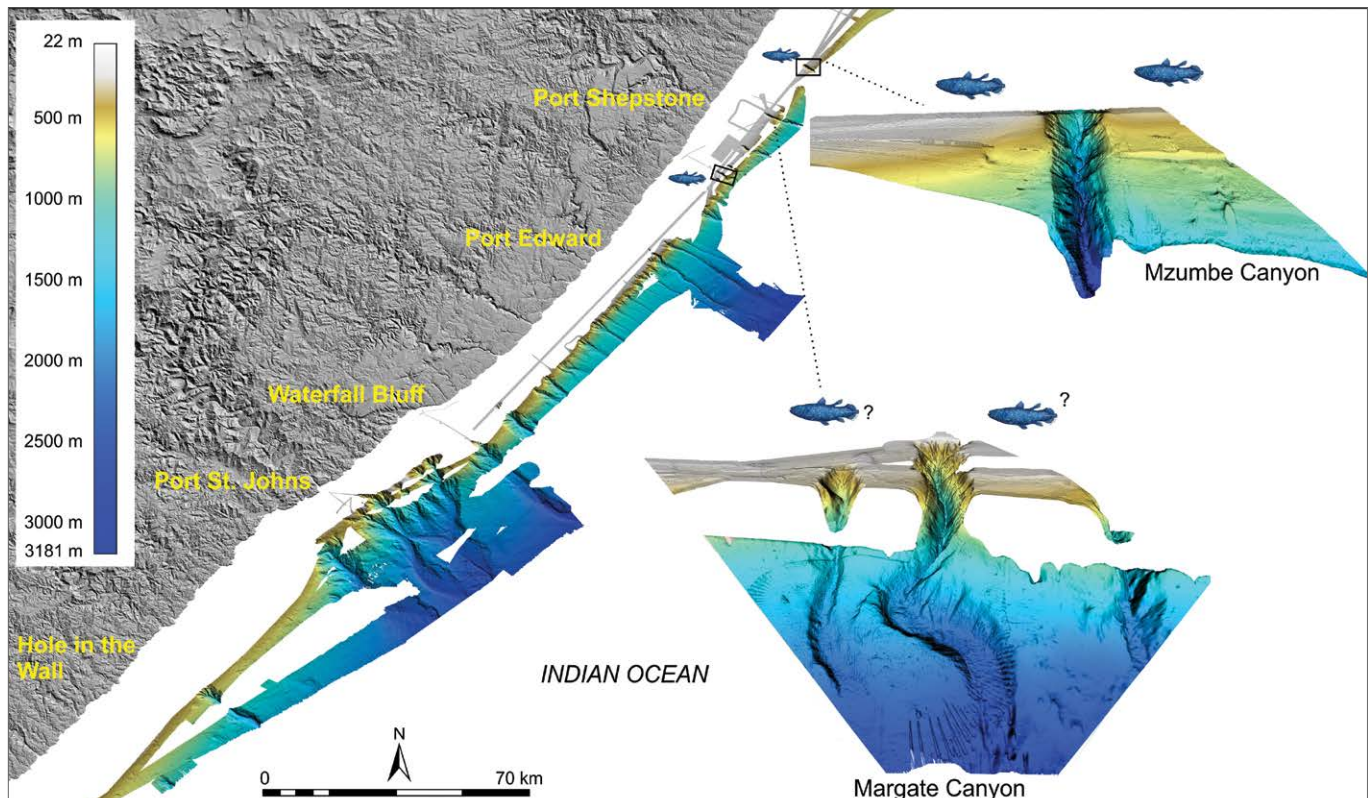 22 m
500 m
1000 m
1500 m
2000 m
2500 m
3000 m
3181 m
Port Shepstone
Port Edward
Waterfall Bluff
Port St. Johns
Hole in the
Wall
Mzumbe Canyon
?
?
INDIAN OCEAN
N
0
70 km
Margate Canyon